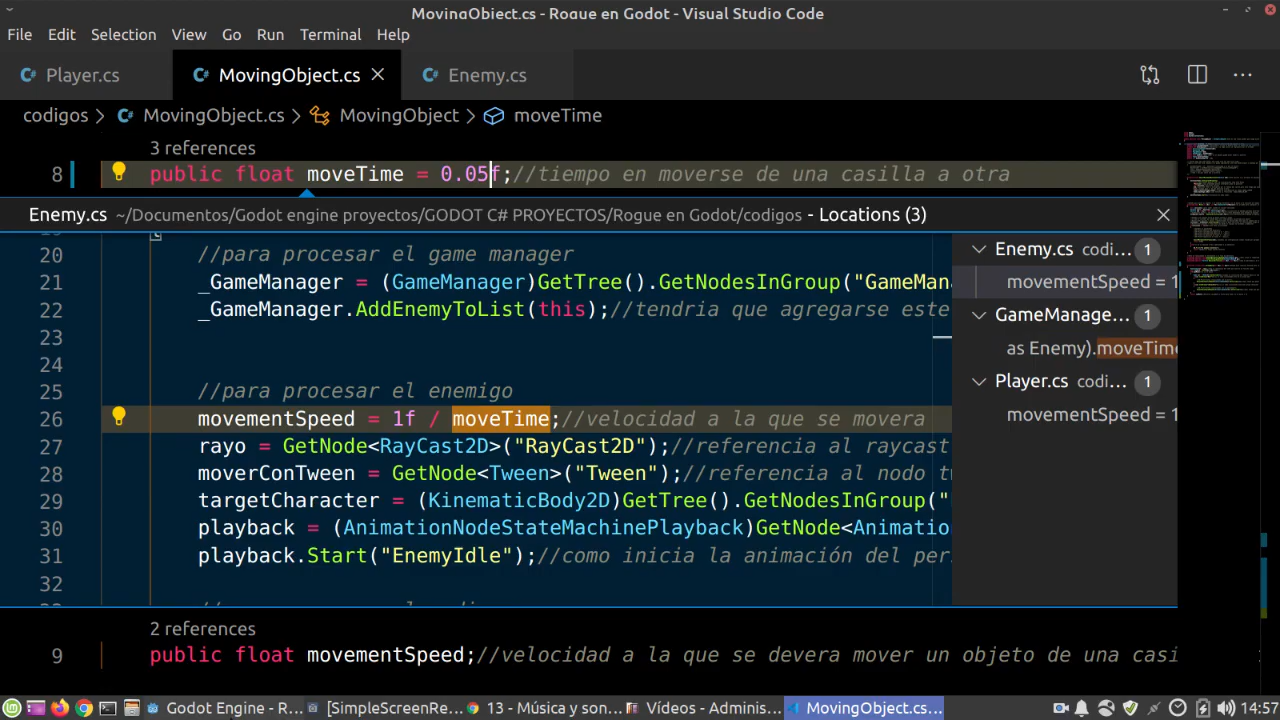 MovingObject.cs - Rogue en Godot - Visual Studio Code
File Edit Selection View Go Run Terminal Help
Player.cs MovingObject.cs Enemy.cs
codigos > MovingObject.cs > MovingObject > moveTime
3 references
8 public float moveTime = 0.05f;//tiempo en moverse de una casilla a otra
Enemy.cs ~/Documentos/Godot engine proyectos/GODOT C# PROYECTOS/Rogue en Godot/codigos - Locations (3)
20 //para procesar el game manager
21 _GameManager = (GameManager)GetTree().GetNodesInGroup("GameMan
22 _GameManager.AddEnemyToList(this);//tendria que agregarse este
23
24
25 //para procesar el enemigo
26 movementSpeed = 1f / moveTime;//velocidad a la que se movera
27 rayo = GetNode<RayCast2D>("RayCast2D");//referencia al raycast
28 moverConTween = GetNode<Tween>("Tween");//referencia al nodo t
29 targetCharacter = (KinematicBody2D)GetTree().GetNodesInGroup("
30 playback = (AnimationNodeStateMachinePlayback)GetNode<Animatio
31 playback.Start("EnemyIdle");//como inicia la animación del per
32
Enemy.cs codi... 1
movementSpeed = 1
GameManage... 1
as Enemy).moveTime
Player.cs codi... 1
movementSpeed = 1
2 references
9 public float movementSpeed;//velocidad a la que se devera mover un objeto de una casi
Godot Engine - R... [SimpleScreenRe... 13 - Música y son... Vídeos - Adminis... MovingObject.cs... 14:57